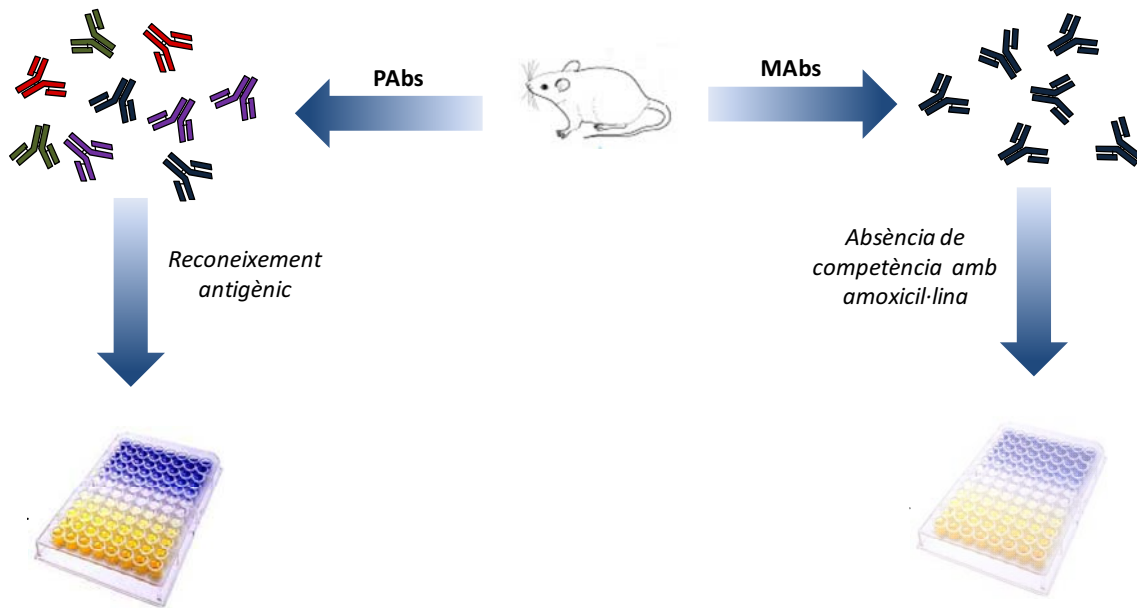 PAbs
MAbs
Reconeixement
antigènic
Absència de
competència amb
amoxicil·lina